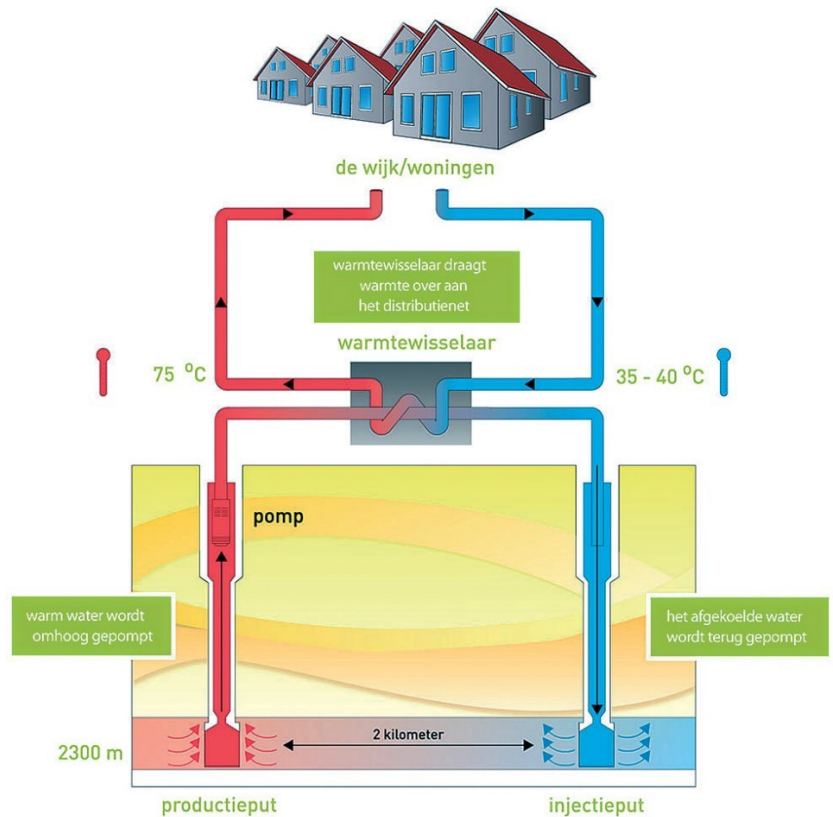 de wijk/woningen
warmtewisselaar draagt
warmte over aan
het distributienet
warmtewisselaar
75 °C
35 - 40 °C
pomp
warm water wordt
omhoog gepompt
het afgekoelde water
wordt terug gepompt
2 kilometer
2300 m
productieput
injectieput